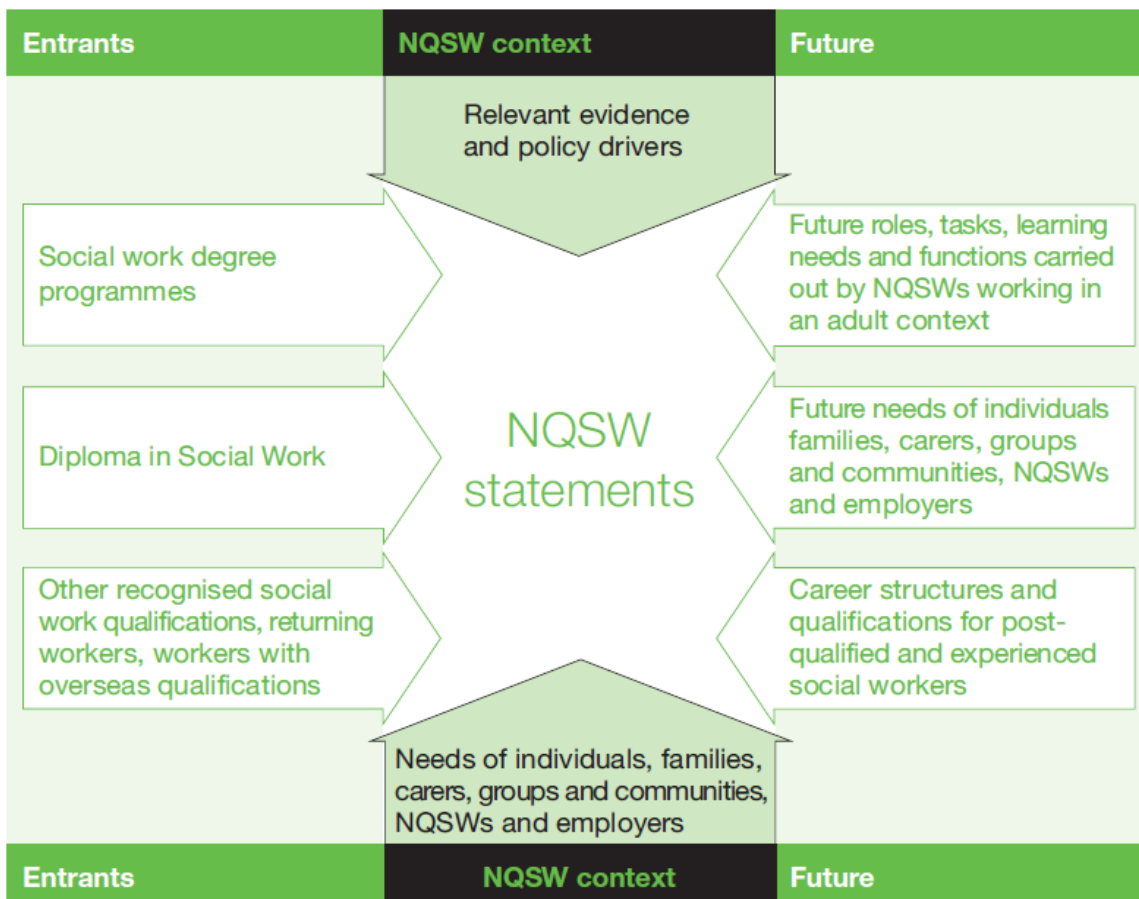 Entrants
NQSW context
Future
Relevant evidence
and policy drivers
Social work degree
programmes
Future roles, tasks, learning
needs and functions carried
out by NQSWs working in
an adult context
Diploma in Social Work
NQSW
statements
Future needs of individuals
families, carers, groups
and communities, NQSWs
and employers
Other recognised social
work qualifications, returning
workers, workers with
overseas qualifications
Career structures and
qualifications for post-
qualified and experienced
social workers
Needs of individuals, families,
carers, groups and communities,
NQSWs and employers
Entrants
NQSW context
Future